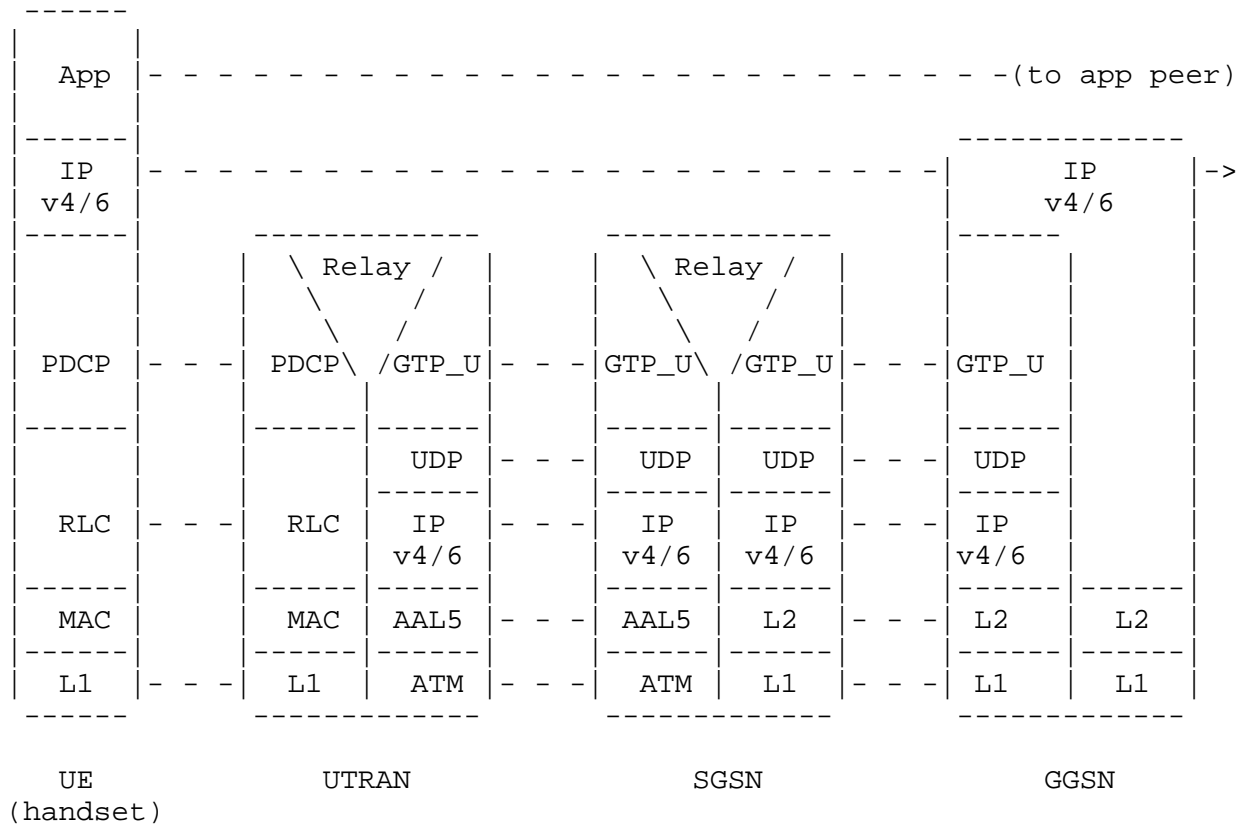 App (to app peer)
IP IP
v4/6 v4/6
Relay Relay
PDCP PDCP GTP_U GTP_U GTP_U GTP_U
UDP UDP UDP UDP
RLC RLC IP IP IP IP
v4/6 v4/6 v4/6 v4/6
MAC MAC AAL5 AAL5 L2 L2 L2
L1 L1 ATM ATM L1 L1 L1
UE UTRAN SGSN GGSN
(handset)